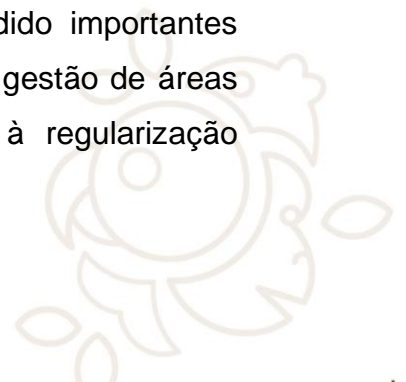 dido importantes
gestão de áreas
à regularização